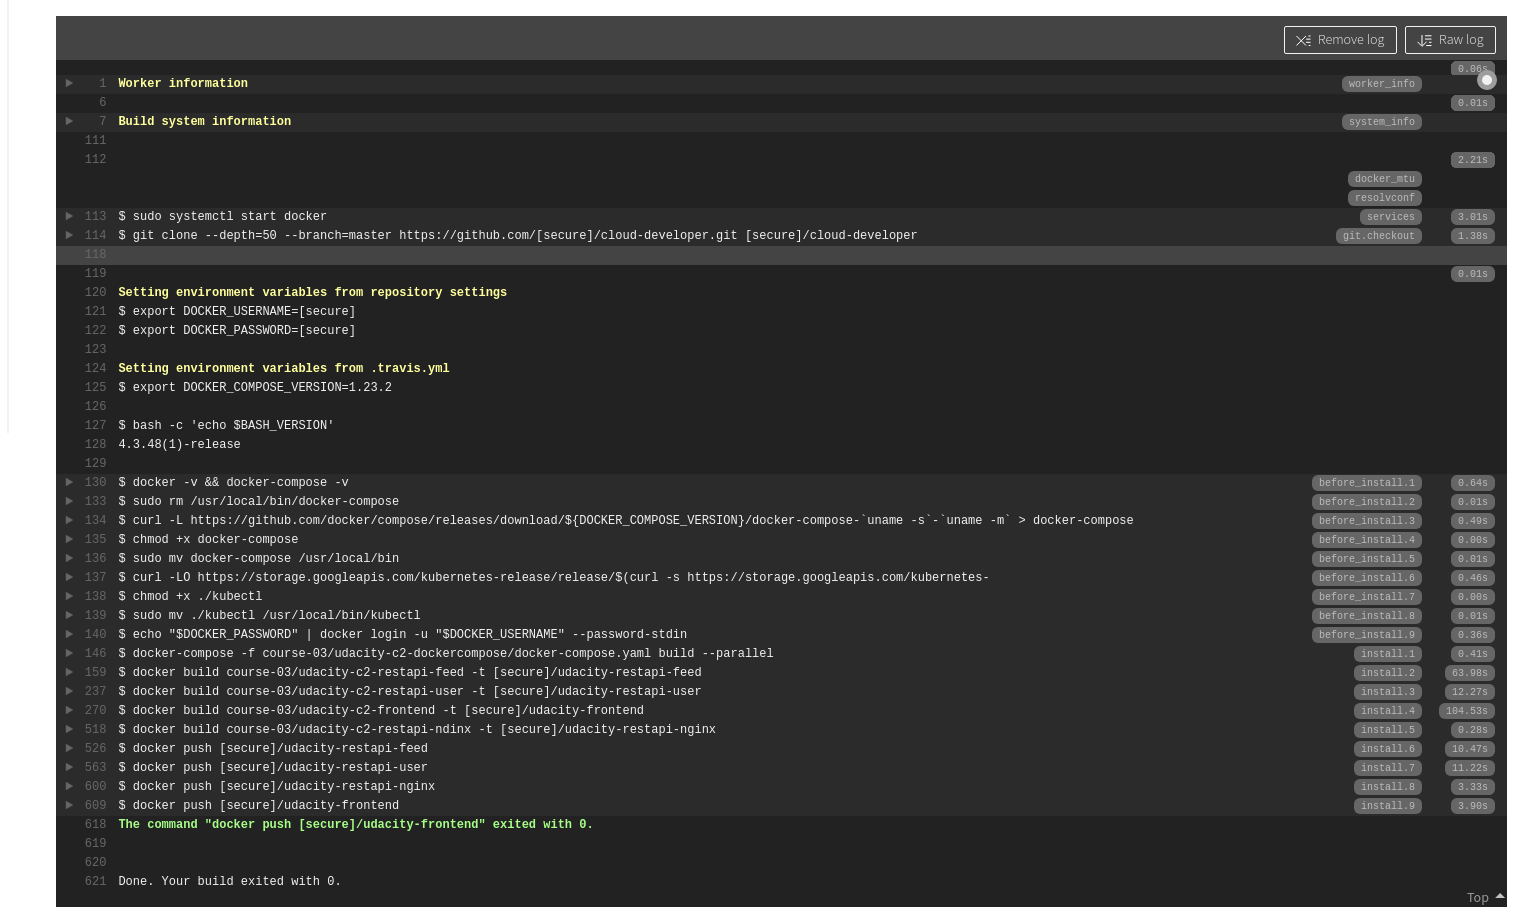 Remove log Raw log
0.06s
1 Worker information worker_info
6 0.01s
7 Build system information system_info
111
112 2.21s
docker_mtu
resolvconf
113 $ sudo systemctl start docker services 3.01s
114 $ git clone --depth=50 --branch=master https://github.com/[secure]/cloud-developer.git [secure]/cloud-developer git.checkout 1.38s
118
119 0.01s
120 Setting environment variables from repository settings
121 $ export DOCKER_USERNAME=[secure]
122 $ export DOCKER_PASSWORD=[secure]
123
124 Setting environment variables from .travis.yml
125 $ export DOCKER_COMPOSE_VERSION=1.23.2
126
127 $ bash -c 'echo $BASH_VERSION'
128 4.3.48(1)-release
129
130 $ docker -v && docker-compose -v before_install.1 0.64s
133 $ sudo rm /usr/local/bin/docker-compose before_install.2 0.01s
134 $ curl -L https://github.com/docker/compose/releases/download/${DOCKER_COMPOSE_VERSION}/docker-compose-`uname -s`-`uname -m` > docker-compose before_install.3 0.49s
135 $ chmod +x docker-compose before_install.4 0.00s
136 $ sudo mv docker-compose /usr/local/bin before_install.5 0.01s
137 $ curl -LO https://storage.googleapis.com/kubernetes-release/release/$(curl -s https://storage.googleapis.com/kubernetes- before_install.6 0.46s
138 $ chmod +x ./kubectl before_install.7 0.00s
139 $ sudo mv ./kubectl /usr/local/bin/kubectl before_install.8 0.01s
140 $ echo "$DOCKER_PASSWORD" | docker login -u "$DOCKER_USERNAME" --password-stdin before_install.9 0.36s
146 $ docker-compose -f course-03/udacity-c2-dockercompose/docker-compose.yaml build --parallel install.1 0.41s
159 $ docker build course-03/udacity-c2-restapi-feed -t [secure]/udacity-restapi-feed install.2 63.98s
237 $ docker build course-03/udacity-c2-restapi-user -t [secure]/udacity-restapi-user install.3 12.27s
270 $ docker build course-03/udacity-c2-frontend -t [secure]/udacity-frontend install.4 104.53s
518 $ docker build course-03/udacity-c2-restapi-ndinx -t [secure]/udacity-restapi-nginx install.5 0.28s
526 $ docker push [secure]/udacity-restapi-feed install.6 10.47s
563 $ docker push [secure]/udacity-restapi-user install.7 11.22s
600 $ docker push [secure]/udacity-restapi-nginx install.8 3.33s
609 $ docker push [secure]/udacity-frontend install.9 3.90s
618 The command "docker push [secure]/udacity-frontend" exited with 0.
619
620
621 Done. Your build exited with 0.
Top